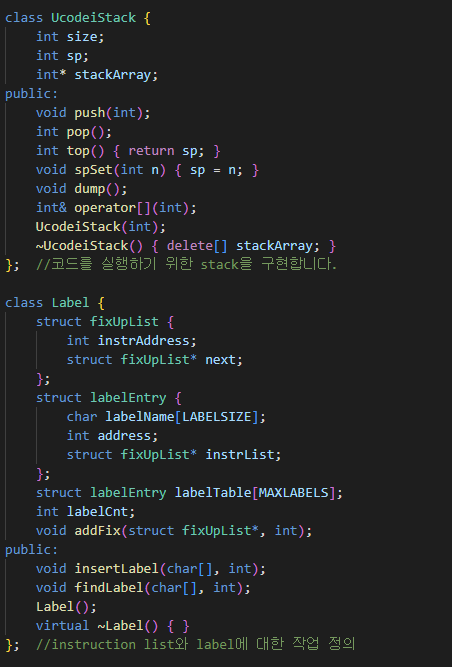 class UcodeiStack {
    int size;
    int sp;
    int* stackArray;
public:
    void push(int);
    int pop();
    int top() { return sp; }
    void spSet(int n) { sp = n; }
    void dump();
    int& operator[](int);
    UcodeiStack(int);
    ~UcodeiStack() { delete[] stackArray; }
};  //코드를 실행하기 위한 stack을 구현합니다.

class Label {
    struct fixUpList {
        int instrAddress;
        struct fixUpList* next;
    };
    struct labelEntry {
        char labelName[LABELSIZE];
        int address;
        struct fixUpList* instrList;
    };
    struct labelEntry labelTable[MAXLABELS];
    int labelCnt;
    void addFix(struct fixUpList*, int);
public:
    void insertLabel(char[], int);
    void findLabel(char[], int);
    Label();
    virtual ~Label() { }
};  //instruction list와 label에 대한 작업 정의